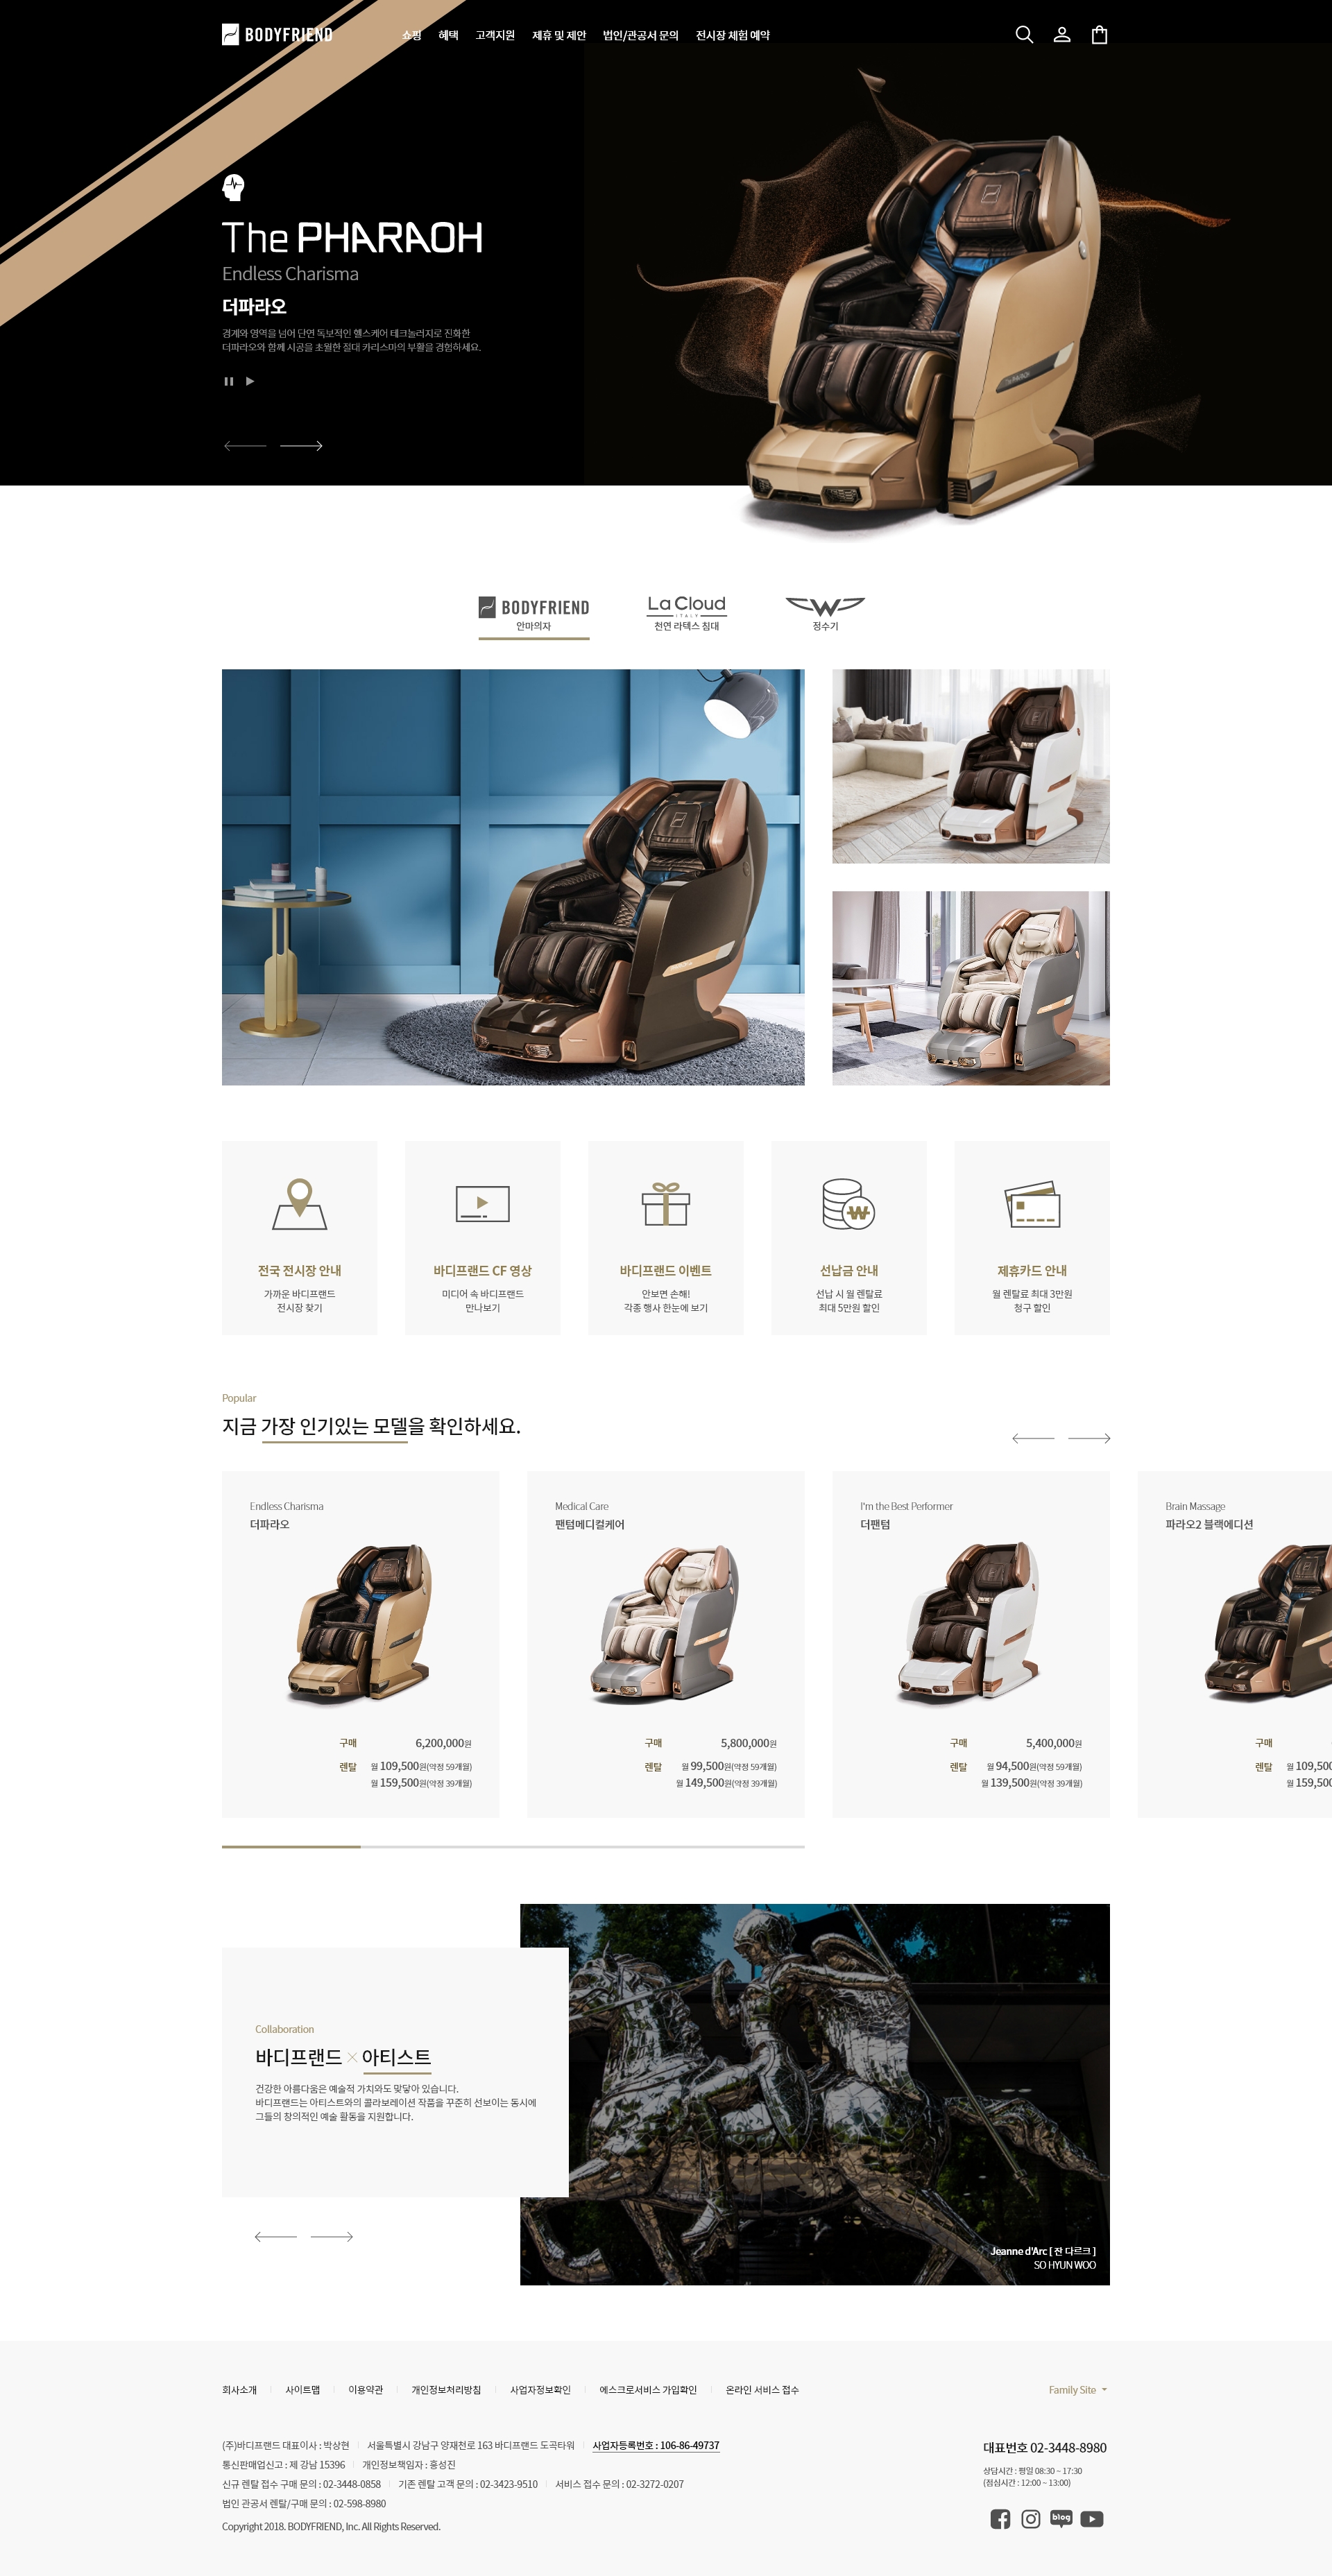 BODYFRIEND
쇼핑 혜택 고객지원 제휴 및 제안 법인/관공서 문의 전시장 체험 예약
The PHARAOH
Endless Charisma
더파라오
경계와 영역을 넘어 단연 독보적인 헬스케어 테크놀러지로 진화한
더파라오와 함께 시공을 초월한 절대 카리스마의 부활을 경험하세요.
BODYFRIEND
안마의자
La Cloud
ITALY
천연 라텍스 침대
W
정수기
전국 전시장 안내
가까운 바디프랜드
전시장 찾기
바디프랜드 CF 영상
미디어 속 바디프랜드
만나보기
바디프랜드 이벤트
안보면 손해!
각종 행사 한눈에 보기
선납금 안내
선납 시 월 렌탈료
최대 5만원 할인
제휴카드 안내
월 렌탈료 최대 3만원
청구 할인
Popular
지금 가장 인기있는 모델을 확인하세요.
Endless Charisma
더파라오
구매 6,200,000원
렌탈 월 109,500원(약정 59개월)
월 159,500원(약정 39개월)
Medical Care
팬텀메디컬케어
구매 5,800,000원
렌탈 월 99,500원(약정 59개월)
월 149,500원(약정 39개월)
I'm the Best Performer
더팬텀
구매 5,400,000원
렌탈 월 94,500원(약정 59개월)
월 139,500원(약정 39개월)
Brain Massage
파라오2 블랙에디션
구매
렌탈 월 109,500
월 159,500
Collaboration
바디프랜드 × 아티스트
건강한 아름다움은 예술적 가치와도 맞닿아 있습니다.
바디프랜드는 아티스트와의 콜라보레이션 작품을 꾸준히 선보이는 동시에
그들의 창의적인 예술 활동을 지원합니다.
Jeanne d'Arc [ 잔 다르크 ]
SO HYUN WOO
회사소개 사이트맵 이용약관 개인정보처리방침 사업자정보확인 에스크로서비스 가입확인 온라인 서비스 접수
Family Site
(주)바디프랜드 대표이사 : 박상현 서울특별시 강남구 양재천로 163 바디프랜드 도곡타워 사업자등록번호 : 106-86-49737
통신판매업신고 : 제 강남 15396 개인정보책임자 : 홍성진
신규 렌탈 접수 구매 문의 : 02-3448-0858 기존 렌탈 고객 문의 : 02-3423-9510 서비스 접수 문의 : 02-3272-0207
법인 관공서 렌탈/구매 문의 : 02-598-8980
Copyright 2018. BODYFRIEND, Inc. All Rights Reserved.
대표번호 02-3448-8980
상담시간 : 평일 08:30 ~ 17:30
(점심시간 : 12:00 ~ 13:00)
blog